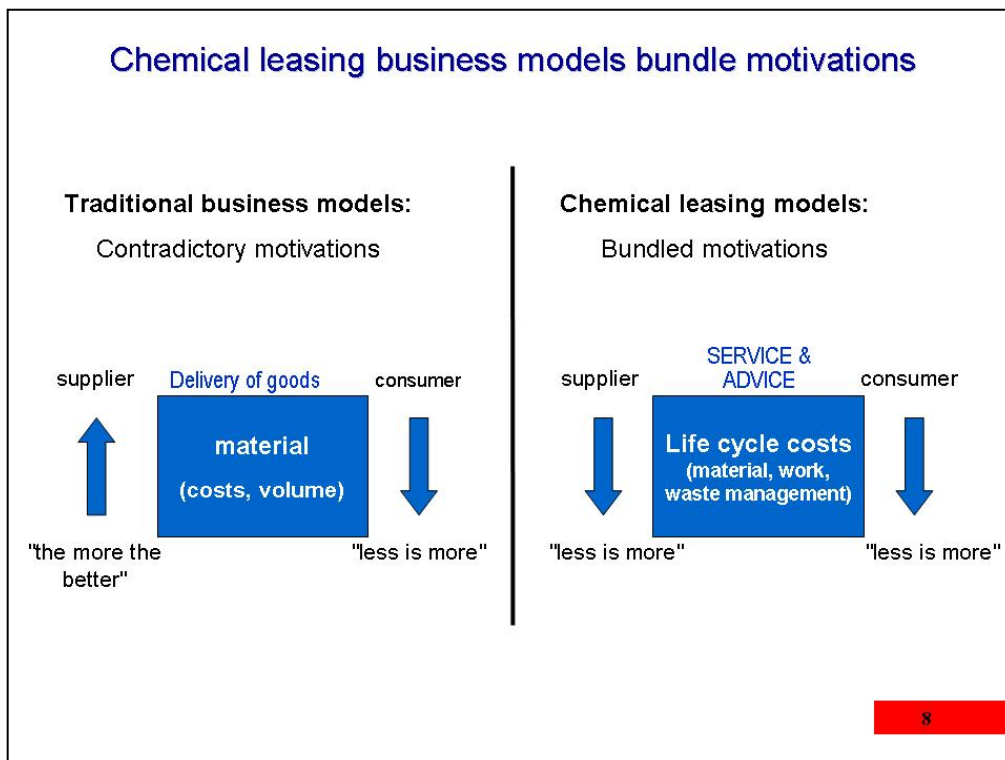 Chemical leasing business models bundle motivations
Traditional business models:
Contradictory motivations
supplier
Delivery of goods
consumer
material
(costs, volume)
"the more the
better"
"less is more"
Chemical leasing models:
Bundled motivations
supplier
SERVICE &
ADVICE
consumer
Life cycle costs
(material, work,
waste management)
"less is more"
"less is more"
8